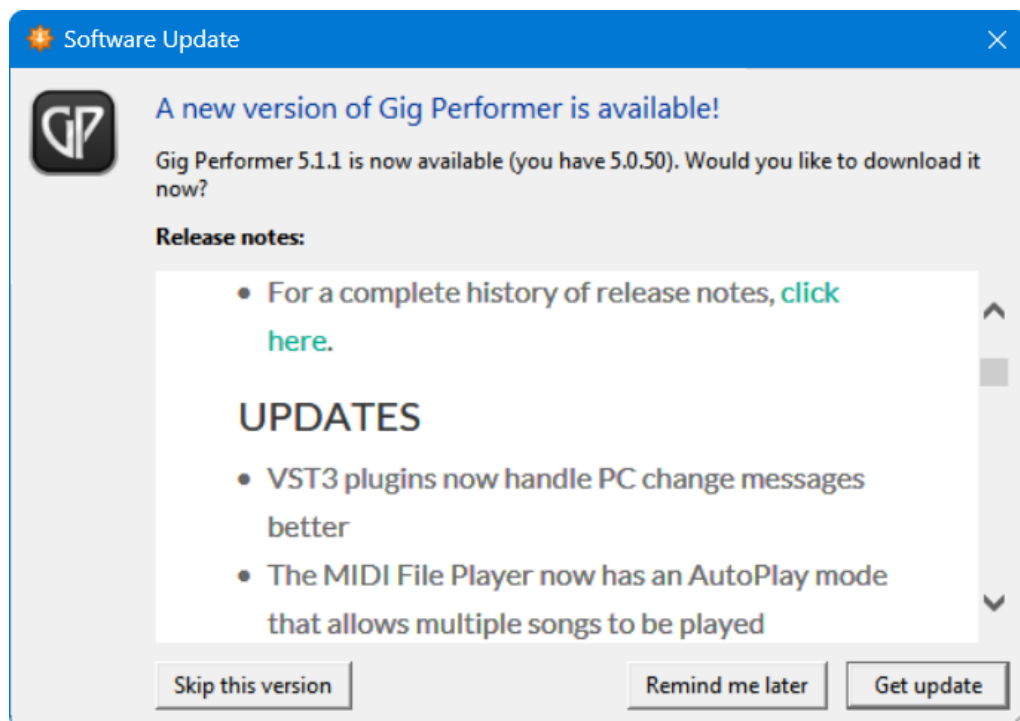 Software Update
GP
A new version of Gig Performer is available!
Gig Performer 5.1.1 is now available (you have 5.0.50). Would you like to download it
now?
Release notes:
• For a complete history of release notes, click
here.
UPDATES
• VST3 plugins now handle PC change messages
better
• The MIDI File Player now has an AutoPlay mode
that allows multiple songs to be played
Skip this version
Remind me later
Get update